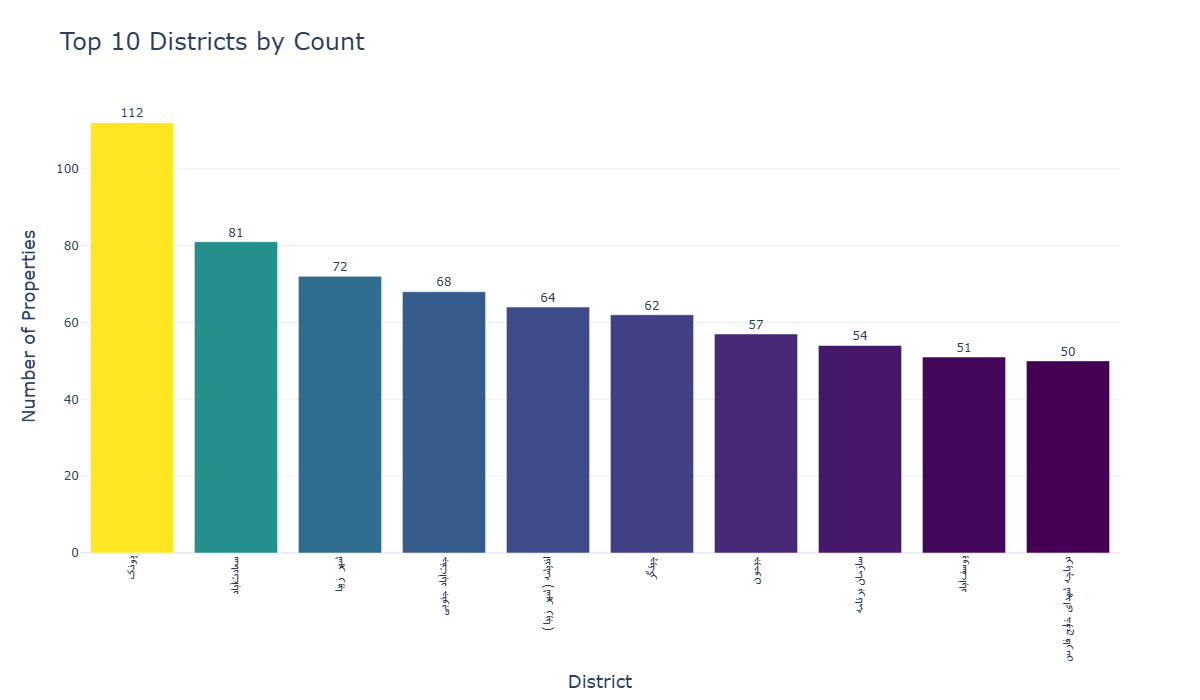 Top 10 Districts by Count
Number of Properties
100
80
60
40
20
0
112
81
72
68
64
62
57
54
51
50
پونک
سعادت‌آباد
شهر زیبا
جنت‌آباد جنوبی
اندیشه (شهر زیبا)
چیتگر
جیحون
سازمان برنامه
یوسف‌آباد
دریاچه شهدای خلیج فارس
District